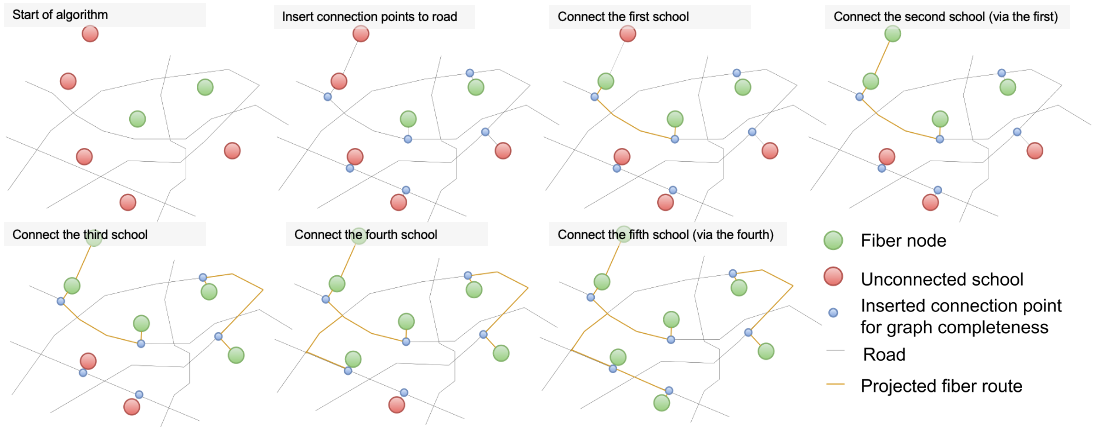 Start of algorithm
Insert connection points to road
Connect the first school
Connect the second school (via the first)
Connect the third school
Connect the fourth school
Connect the fifth school (via the fourth)
Fiber node
Unconnected school
Inserted connection point
for graph completeness
Road
Projected fiber route